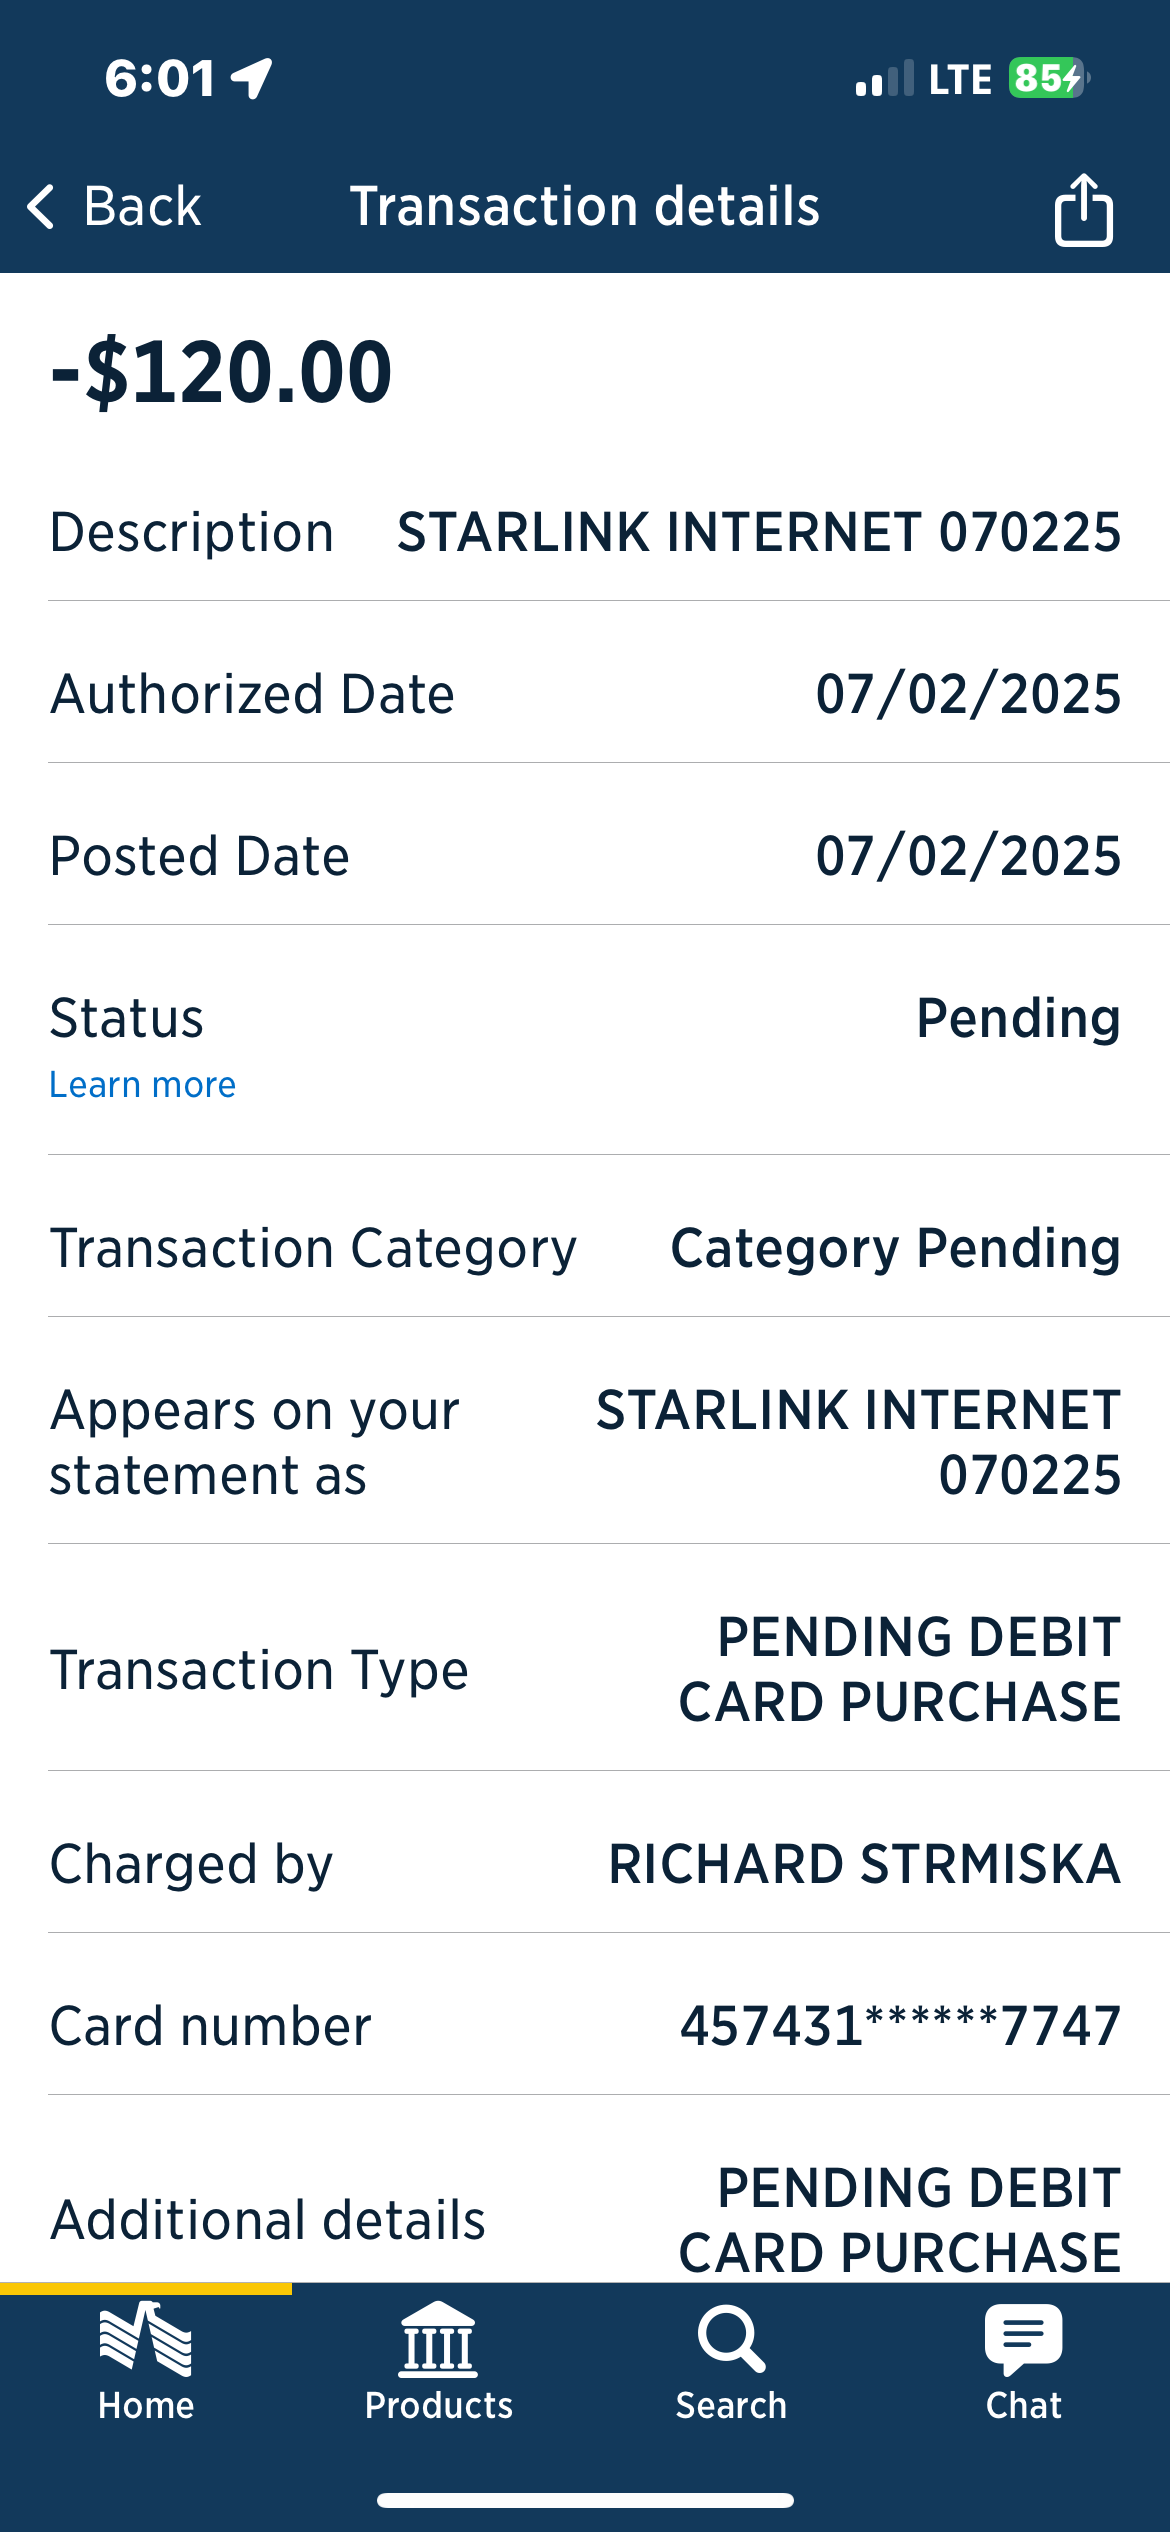 6:01
LTE 85
Back
Transaction details
-$120.00
Description STARLINK INTERNET 070225
Authorized Date 07/02/2025
Posted Date 07/02/2025
Status Pending
Learn more
Transaction Category Category Pending
Appears on your statement as
STARLINK INTERNET
070225
Transaction Type
PENDING DEBIT
CARD PURCHASE
Charged by RICHARD STRMISKA
Card number 457431******7747
Additional details
PENDING DEBIT
CARD PURCHASE
Home Products Search Chat